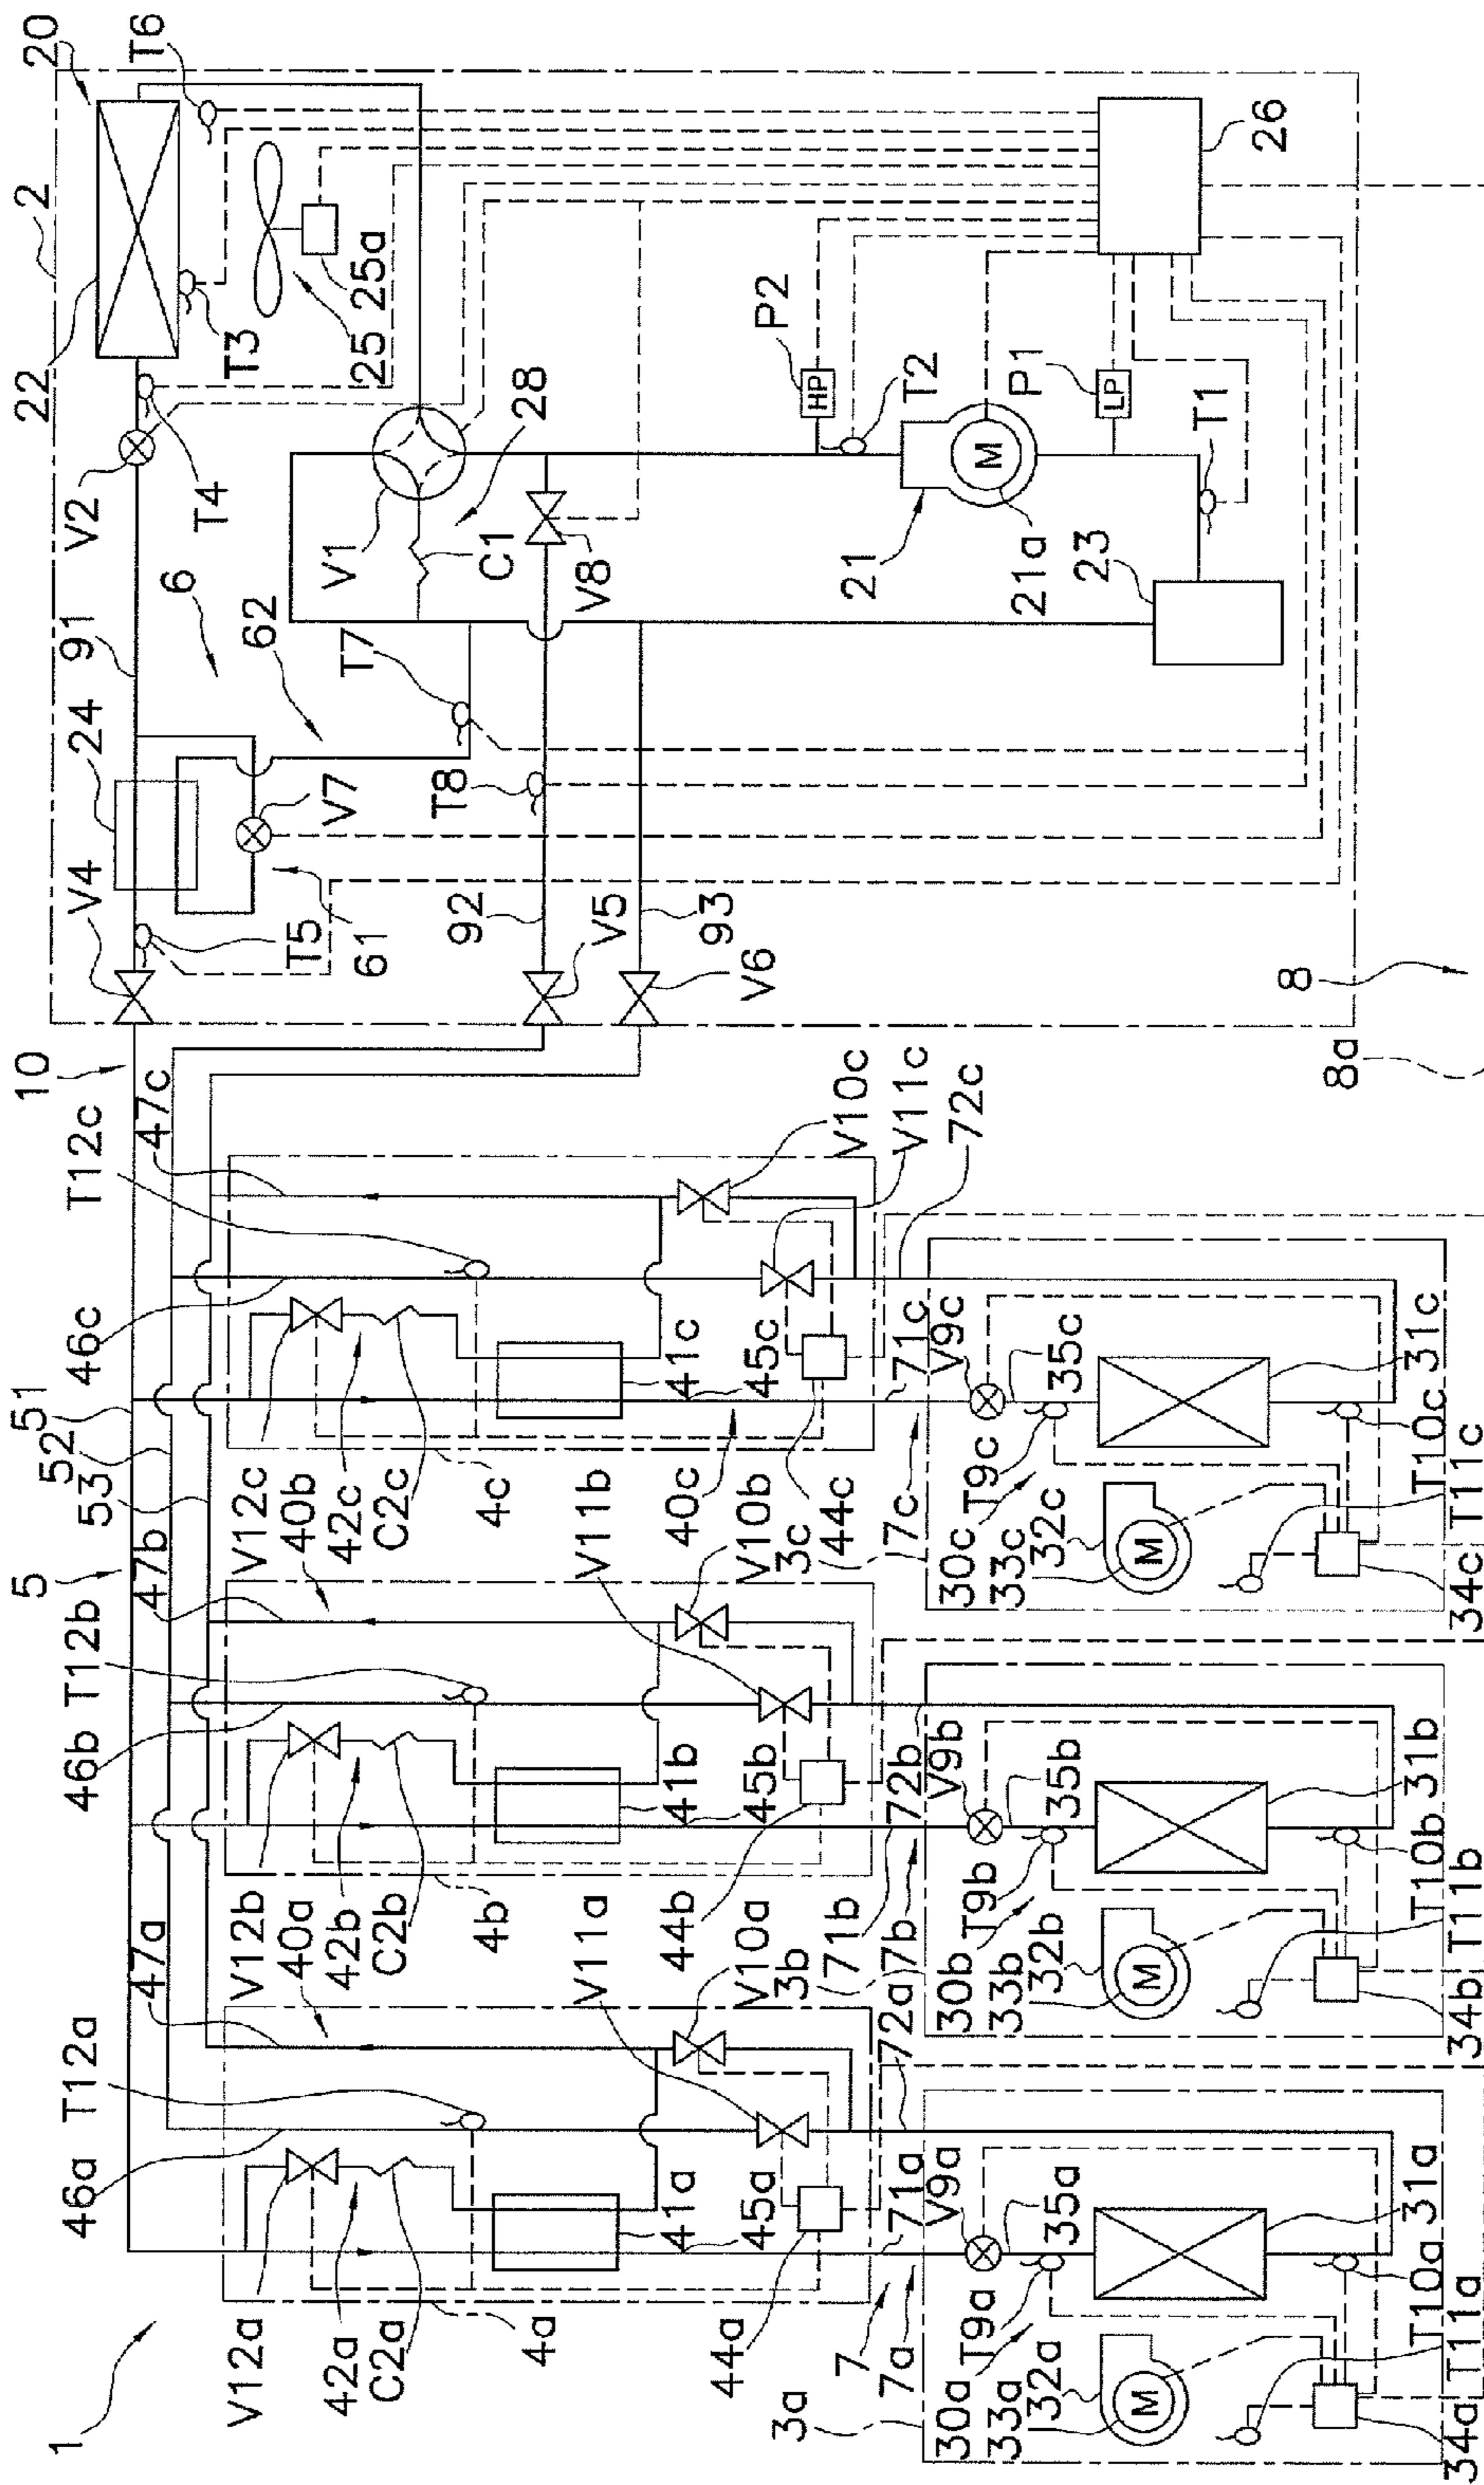 1
5
51
52
53
10
2
20
22
T6
T3
25
25a
V2
T4
91
6
24
V4
V7
T5
61
62
T7
V1
28
C1
V8
T8
92
V5
93
V6
P2
HP
T2
21
M
21a
P1
LP
T1
23
26
8
8a
46a
T12a
47a
40a
V12a
42a
C2a
4a
41a
45a
44a
V11a
V10a
71a
72a
7
7a
3a
V9a
35a
T9a
30a
33a
32a
M
31a
T10a
T11a
34a
46b
T12b
47b
40b
V12b
42b
C2b
4b
41b
45b
44b
V11b
V10b
71b
72b
7b
3b
V9b
35b
T9b
30b
33b
32b
M
31b
T10b
T11b
34b
46c
T12c
47c
V12c
42c
C2c
4c
40c
41c
45c
44c
V10c
V11c
71c
72c
7c
3c
V9c
35c
T9c
30c
33c
32c
M
31c
T10c
T11c
34c